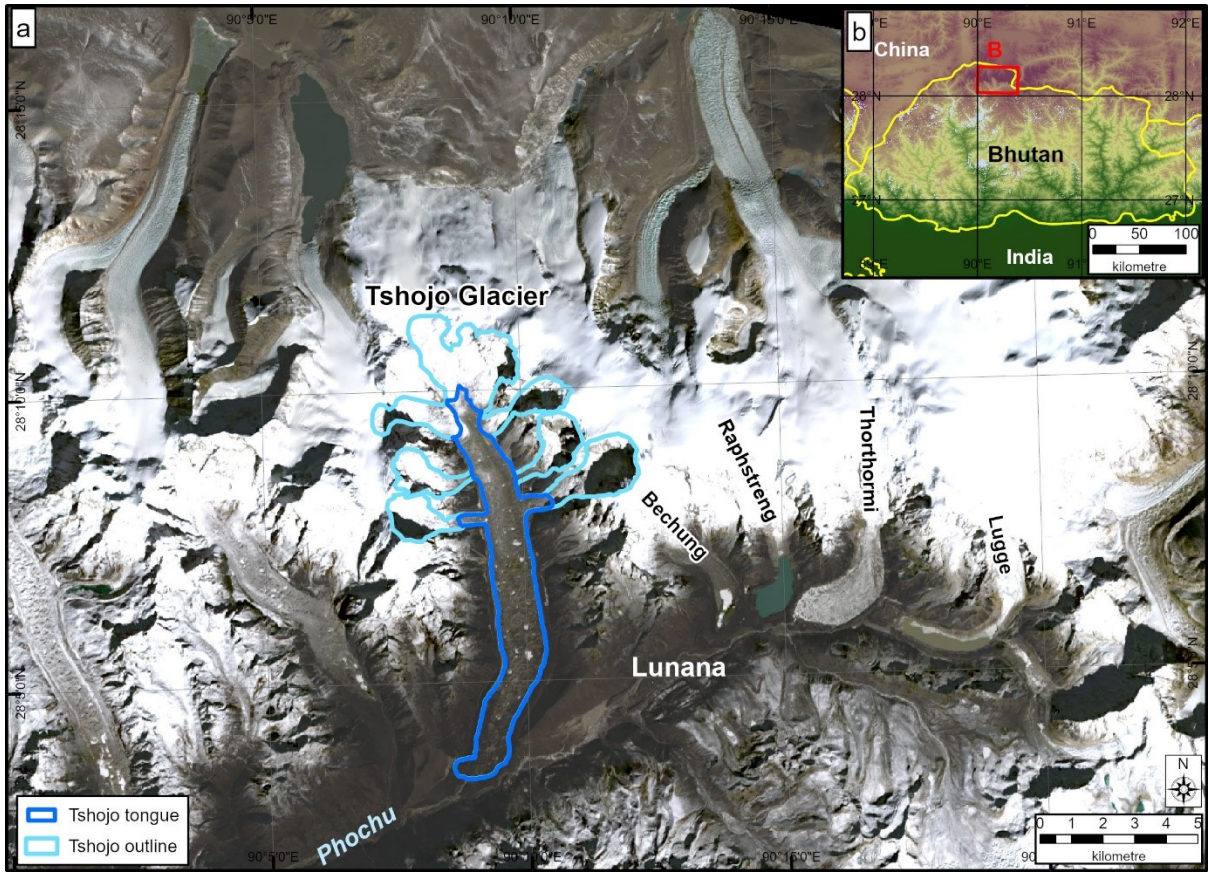 a
90°5'0"E
90°10'0"E
90°15'0"E
28°15'0"N
28°10'0"N
28°5'0"N
28°10'0"N
28°5'0"N
Tshojo Glacier
Bechung
Raphstreng
Thorthormi
Lugge
Lunana
Phochu
Tshojo tongue
Tshojo outline
90°5'0"E
90°15'0"E
N
0 1 2 3 4 5
kilometre
b
90°E
91°E
92°E
China
B
28°N
28°N
Bhutan
27°N
27°N
90°E
India
0 50 100
kilometre